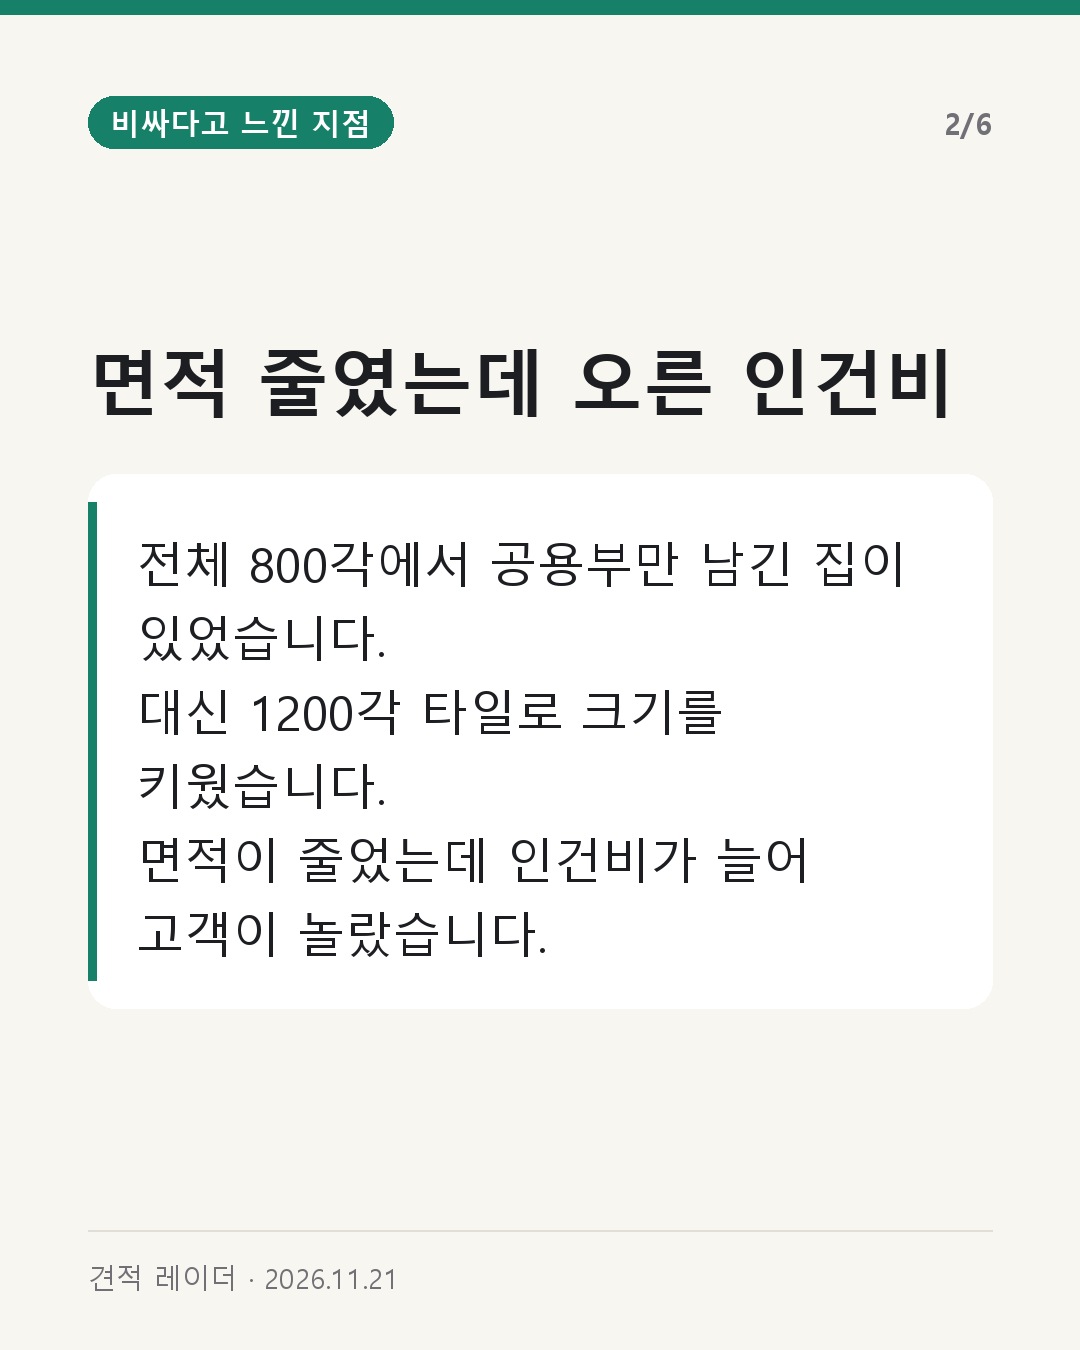 비싸다고 느낀 지점
2/6
면적 줄였는데 오른 인건비
전체 800각에서 공용부만 남긴 집이
있었습니다.
대신 1200각 타일로 크기를
키웠습니다.
면적이 줄었는데 인건비가 늘어
고객이 놀랐습니다.
견적 레이더 · 2026.11.21